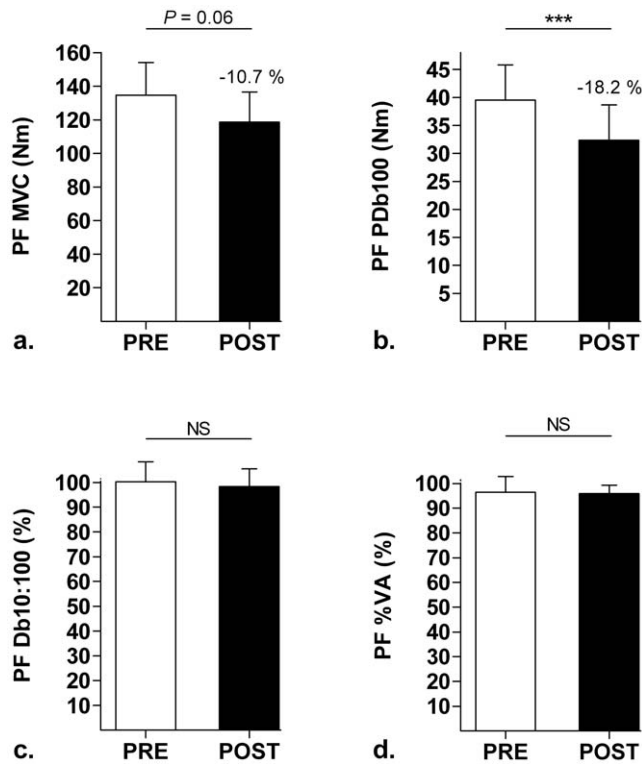 P = 0.06
160
140
120
100
80
60
40
20
-10.7 %
PF MVC (Nm)
PRE POST
a.
***
45
40
35
30
25
20
15
10
5
-18.2 %
PF PDb100 (Nm)
PRE POST
b.
NS
100
90
80
70
60
50
40
30
20
10
PF Db10:100 (%)
PRE POST
c.
NS
100
90
80
70
60
50
40
30
20
10
PF %VA (%)
PRE POST
d.